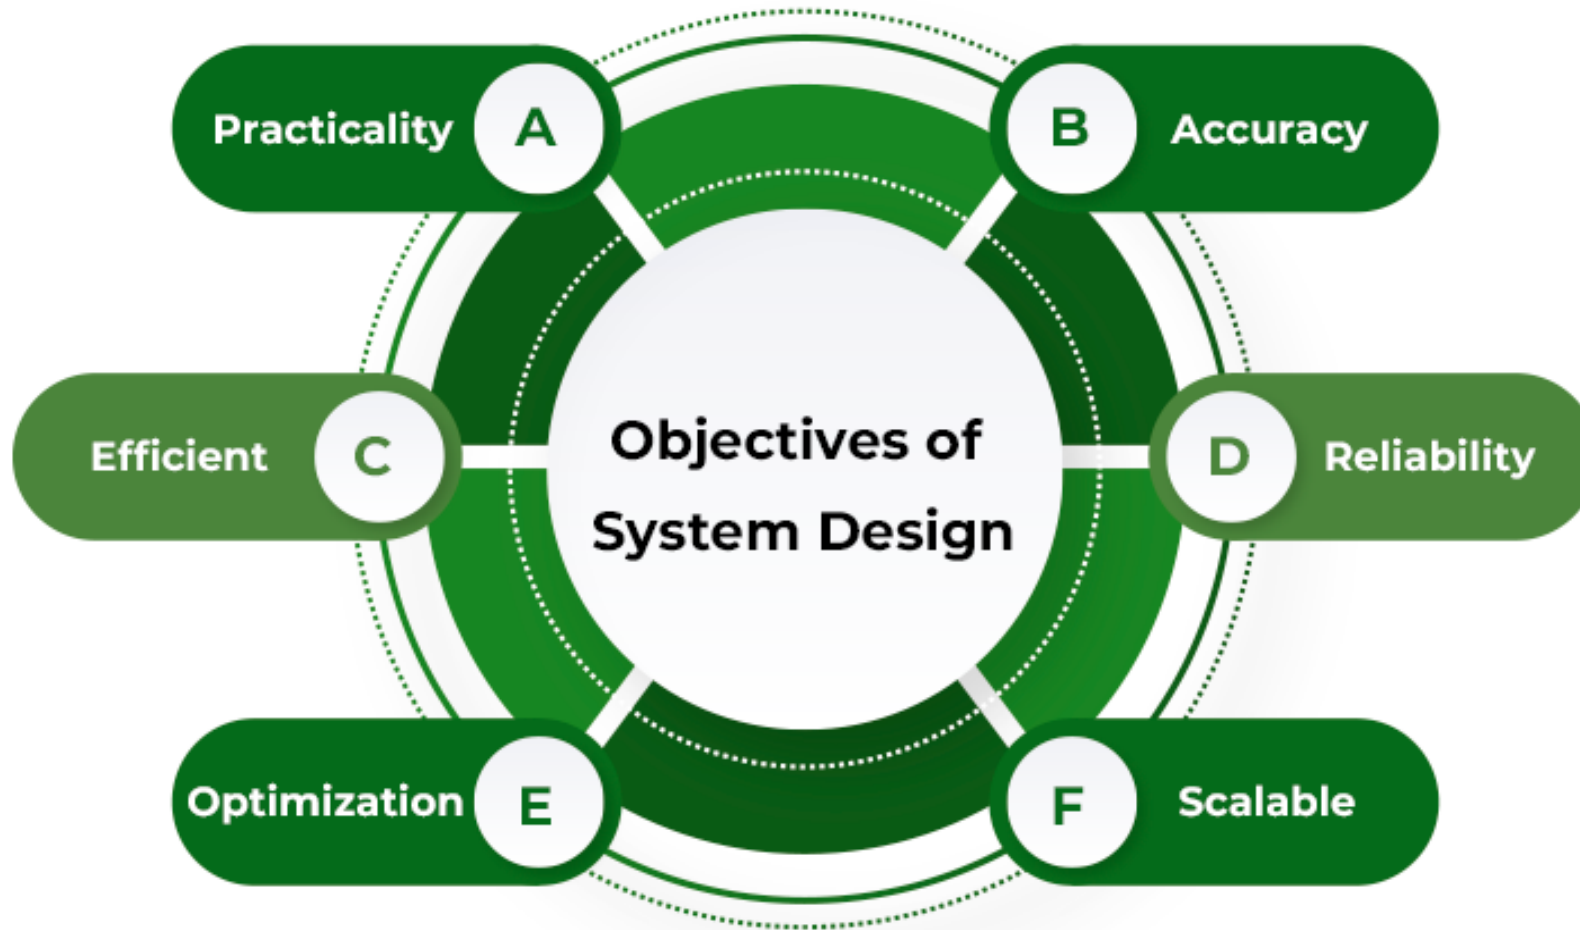 Practicality A
B Accuracy
Efficient C
D Reliability
Objectives of
System Design
Optimization E
F Scalable